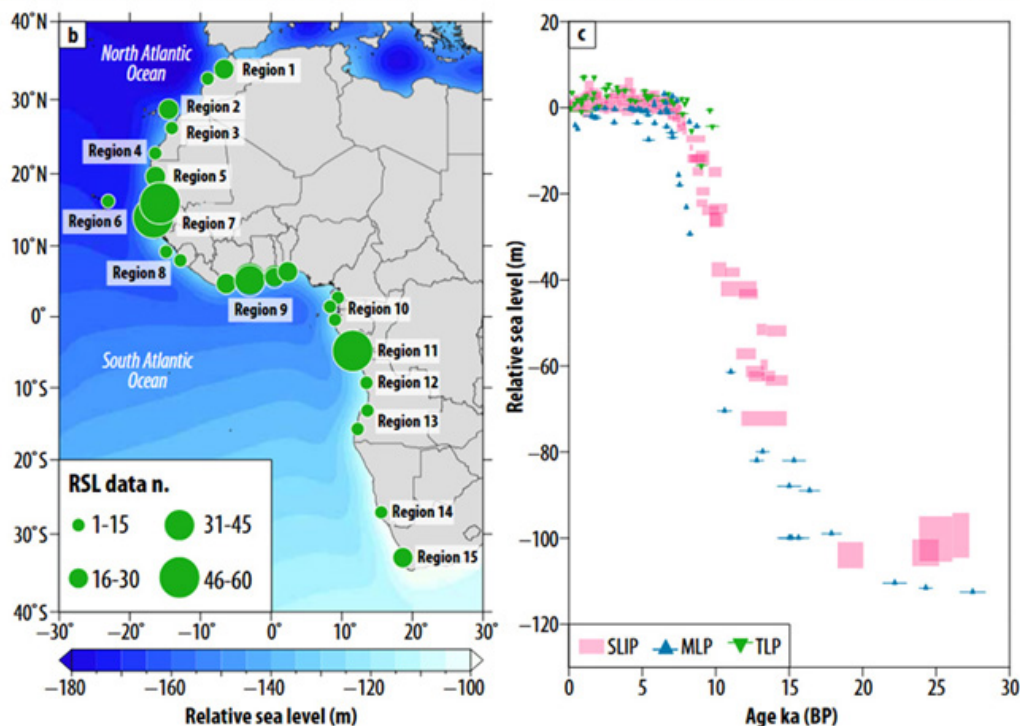 b
North Atlantic
Ocean
Region 1
Region 2
Region 3
Region 4
Region 5
Region 6
Region 7
Region 8
Region 9
Region 10
Region 11
Region 12
Region 13
Region 14
Region 15
South Atlantic
Ocean
RSL data n.
1-15
31-45
16-30
46-60
40˚N
30˚N
20˚N
10˚N
0˚
10˚S
20˚S
30˚S
40˚S
−30˚ −20˚ −10˚ 0˚ 10˚ 20˚ 30˚
−180 −160 −140 −120 −100
Relative sea level (m)
c
Relative sea level (m)
20
0
−20
−40
−60
−80
−100
−120
SLIP MLP TLP
0 5 10 15 20 25 30
Age ka (BP)